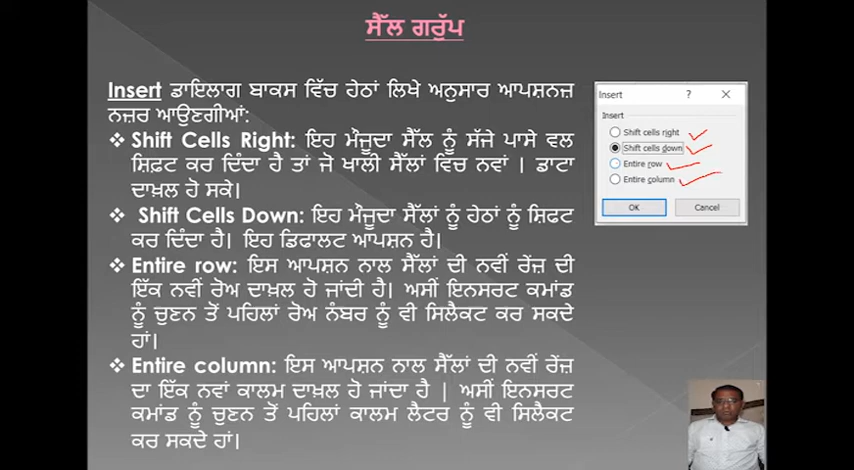 ਸੈੱਲ ਗਰੁੱਪ
Insert ਡਾਇਲਾਗ ਬਾਕਸ ਵਿੱਚ ਹੇਠਾਂ ਲਿਖੇ ਅਨੁਸਾਰ ਆਪਸ਼ਨਜ਼
ਨਜ਼ਰ ਆਉਣਗੀਆਂ:
❖ Shift Cells Right: ਇਹ ਮੌਜੂਦਾ ਸੈੱਲ ਨੂੰ ਸੱਜੇ ਪਾਸੇ ਵਲ
ਸ਼ਿਫ਼ਟ ਕਰ ਦਿੰਦਾ ਹੈ ਤਾਂ ਜੋ ਖਾਲੀ ਸੈੱਲਾਂ ਵਿਚ ਨਵਾਂ । ਡਾਟਾ
ਦਾਖ਼ਲ ਹੋ ਸਕੇ।
❖ Shift Cells Down: ਇਹ ਮੌਜੂਦਾ ਸੈੱਲਾਂ ਨੂੰ ਹੇਠਾਂ ਨੂੰ ਸ਼ਿਫਟ
ਕਰ ਦਿੰਦਾ ਹੈ। ਇਹ ਡਿਫਾਲਟ ਆਪਸ਼ਨ ਹੈ।
❖ Entire row: ਇਸ ਆਪਸ਼ਨ ਨਾਲ ਸੈੱਲਾਂ ਦੀ ਨਵੀਂ ਰੇਂਜ਼ ਦੀ
ਇੱਕ ਨਵੀਂ ਰੋਅ ਦਾਖ਼ਲ ਹੋ ਜਾਂਦੀ ਹੈ। ਅਸੀਂ ਇਨਸਰਟ ਕਮਾਂਡ
ਨੂੰ ਚੁਣਨ ਤੋਂ ਪਹਿਲਾਂ ਰੋਅ ਨੰਬਰ ਨੂੰ ਵੀ ਸਿਲੈਕਟ ਕਰ ਸਕਦੇ
ਹਾਂ।
❖ Entire column: ਇਸ ਆਪਸ਼ਨ ਨਾਲ ਸੈੱਲਾਂ ਦੀ ਨਵੀਂ ਰੇਂਜ਼
ਦਾ ਇੱਕ ਨਵਾਂ ਕਾਲਮ ਦਾਖ਼ਲ ਹੋ ਜਾਂਦਾ ਹੈ | ਅਸੀਂ ਇਨਸਰਟ
ਕਮਾਂਡ ਨੂੰ ਚੁਣਨ ਤੋਂ ਪਹਿਲਾਂ ਕਾਲਮ ਲੈਟਰ ਨੂੰ ਵੀ ਸਿਲੈਕਟ
ਕਰ ਸਕਦੇ ਹਾਂ।
Insert ? ×
Insert
Shift cells right
Shift cells down
Entire row
Entire column
OK Cancel